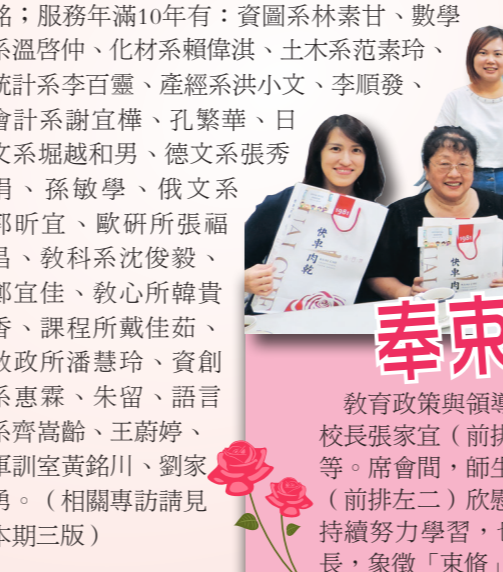 銘；服務年滿10年有：資圖系林素甘、數學
系溫啓仲、化材系賴偉淇、土木系范素玲、
統計系李百靈、產經系洪小文、李順發、
會計系謝宜樺、孔繁華、日
文系堀越和男、德文系張秀
娟、孫敏學、俄文系
郭昕宜、歐研所張福
昌、教科系沈俊毅、
鄭宜佳、教心所韓貴
香、課程所戴佳茹、
教政所潘慧玲、資創
系惠霖、朱留、語言
系齊嵩齡、王蔚婷、
軍訓室黃銘川、劉家
勇。（相關專訪請見
本期三版）
1981
快車肉乾
1981
快車肉乾
奉束
教育政策與領導
校長張家宜（前排
等。席會間，師生
（前排左二）欣慰
持續努力學習，也
長，象徵「束脩」